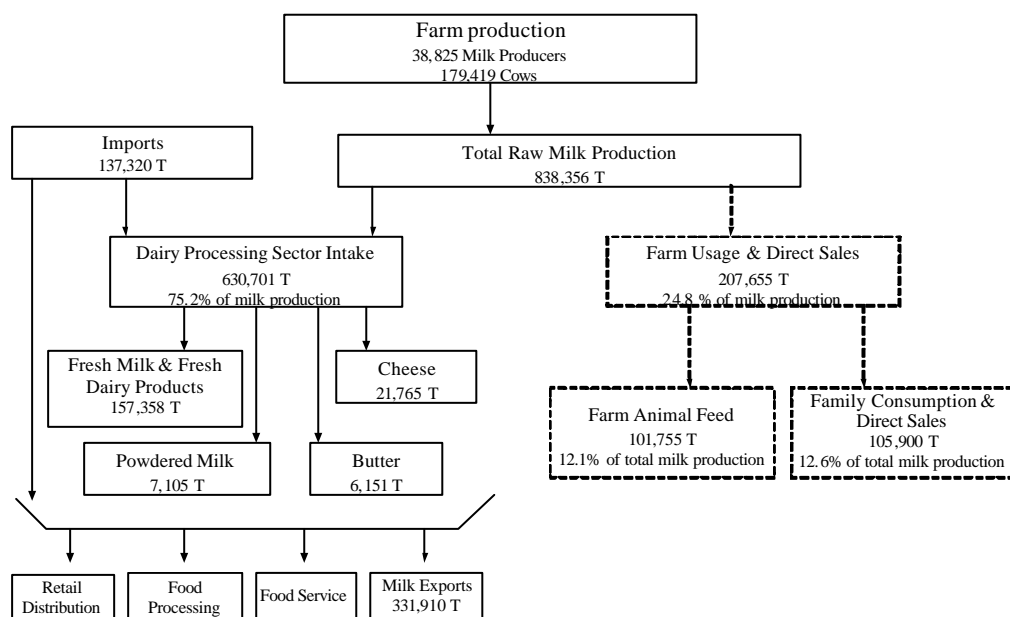 Farm production
38,825 Milk Producers
179,419 Cows
Imports
137,320 T
Total Raw Milk Production
838,356 T
Dairy Processing Sector Intake
630,701 T
75.2% of milk production
Farm Usage & Direct Sales
207,655 T
24.8 % of milk production
Fresh Milk & Fresh
Dairy Products
157,358 T
Cheese
21,765 T
Farm Animal Feed
101,755 T
12.1% of total milk production
Family Consumption &
Direct Sales
105,900 T
12.6% of total milk production
Powdered Milk
7,105 T
Butter
6,151 T
Retail
Distribution
Food
Processing
Food Service
Milk Exports
331,910 T